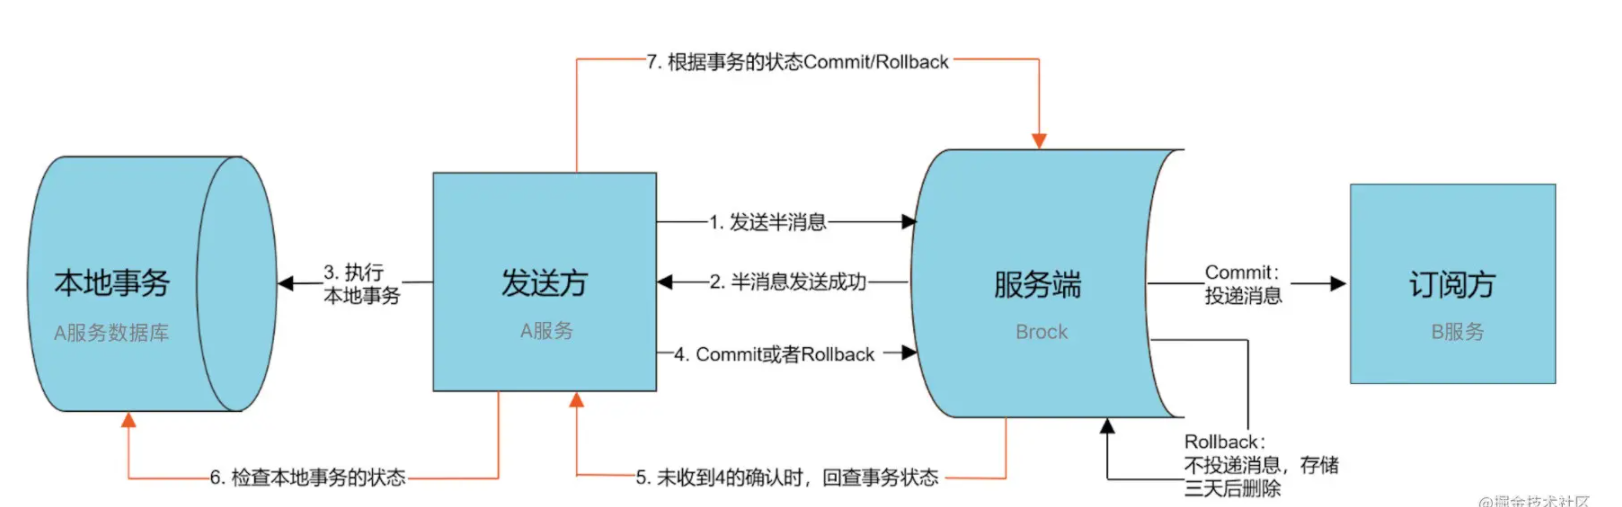 7. 根据事务的状态Commit/Rollback
1. 发送半消息
本地事务
A服务数据库
3. 执行
本地事务
发送方
A服务
2. 半消息发送成功
服务端
Brock
Commit：
投递消息
订阅方
B服务
4. Commit或者Rollback
6. 检查本地事务的状态
5. 未收到4的确认时，回查事务状态
Rollback：
不投递消息，存储
三天后删除
@掘金技术社区